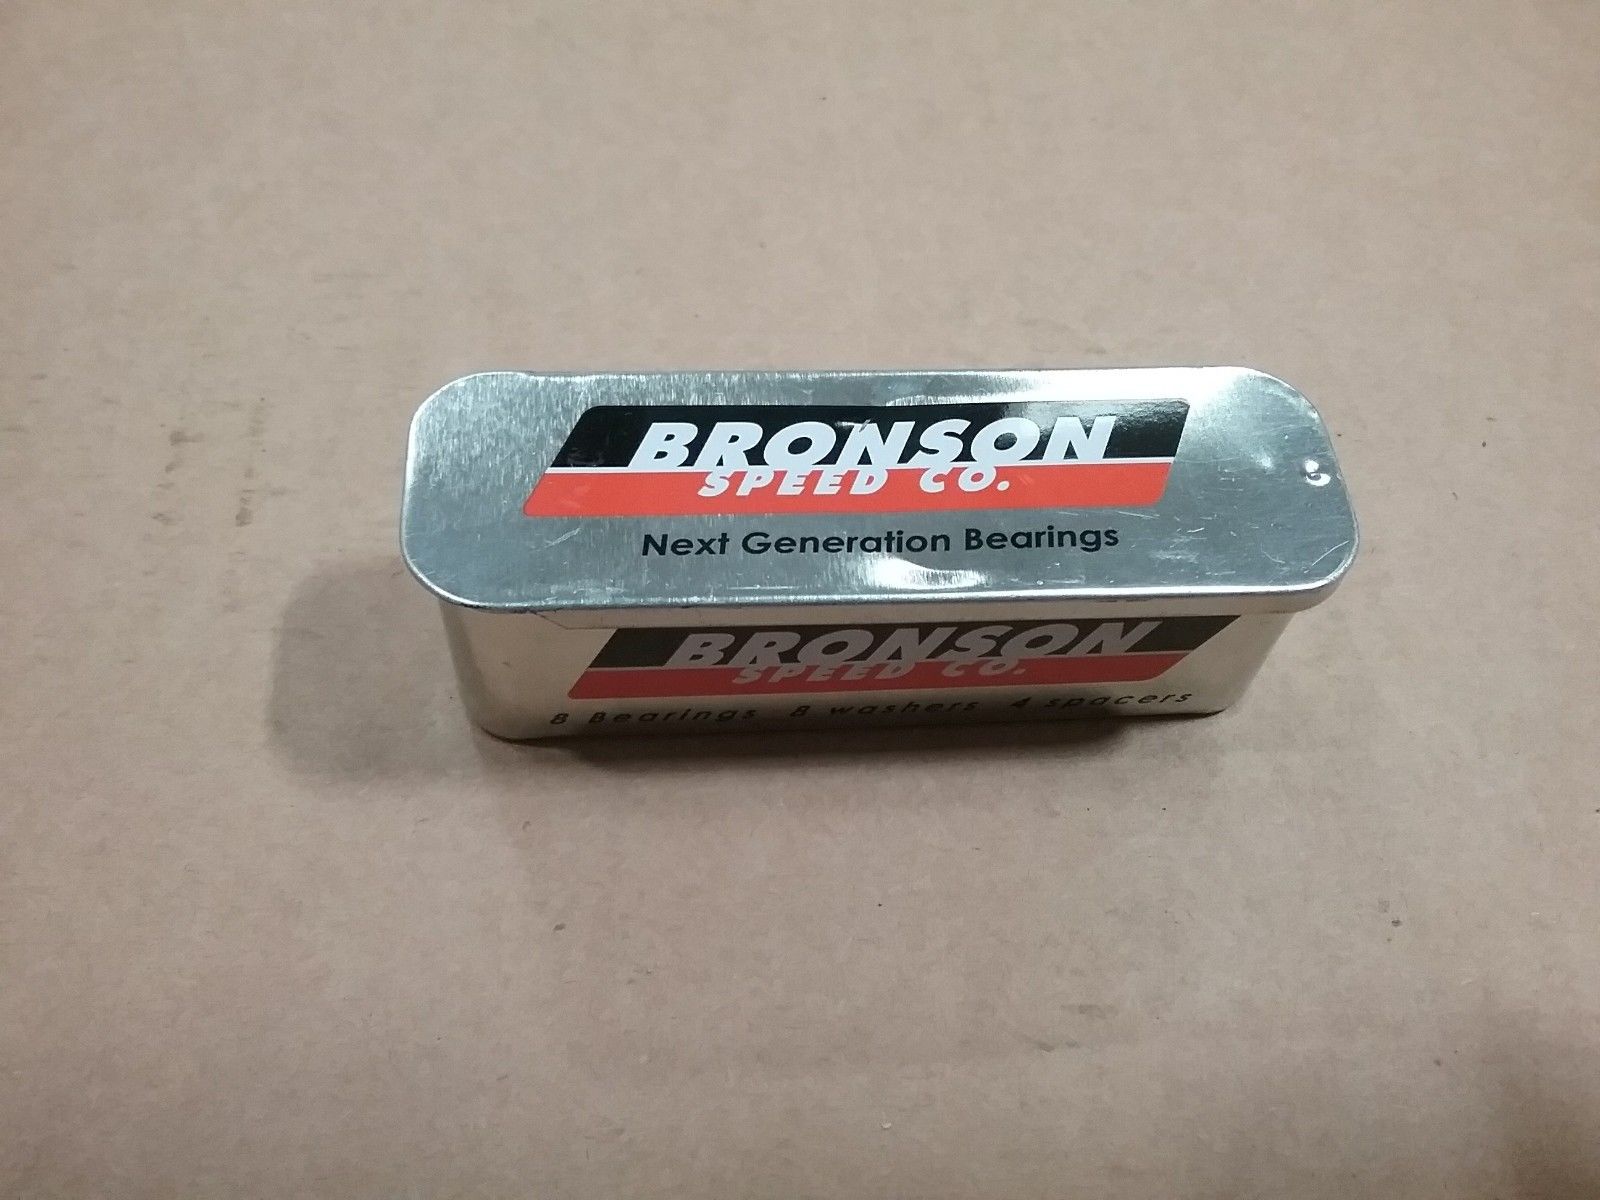 BRONSON
SPEED CO.
Next Generation Bearings
BRONSON
SPEED CO.
8 Bearings 8 washers 4 spacers